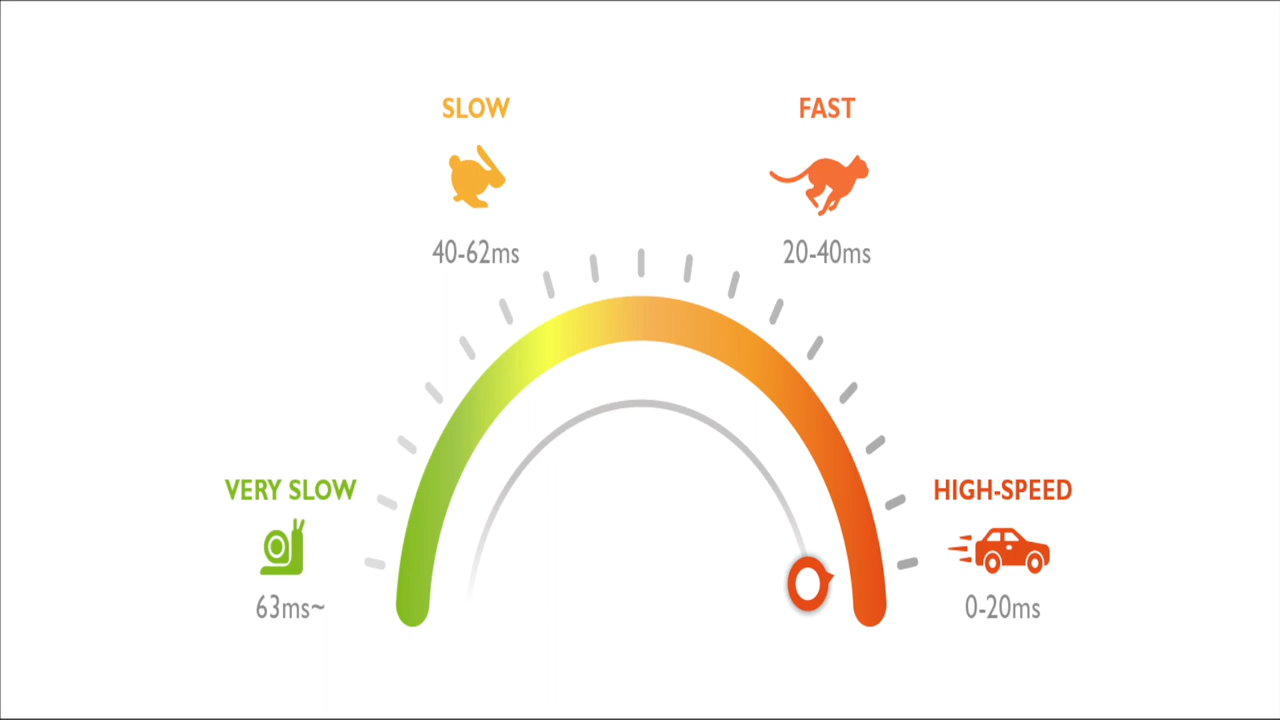 SLOW
40-62ms
FAST
20-40ms
VERY SLOW
63ms~
HIGH-SPEED
0-20ms